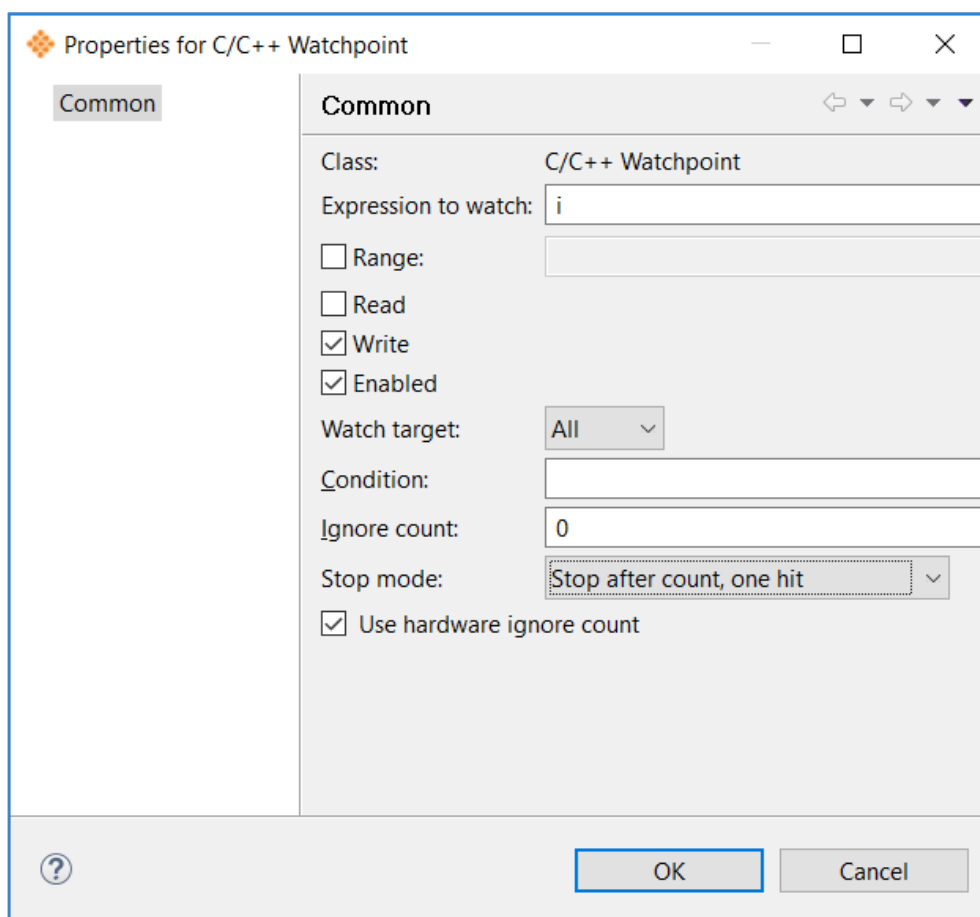 Properties for C/C++ Watchpoint
Common
Common
Class: C/C++ Watchpoint
Expression to watch: i
Range:
Read
Write
Enabled
Watch target: All
Condition:
Ignore count: 0
Stop mode: Stop after count, one hit
Use hardware ignore count
?
OK Cancel